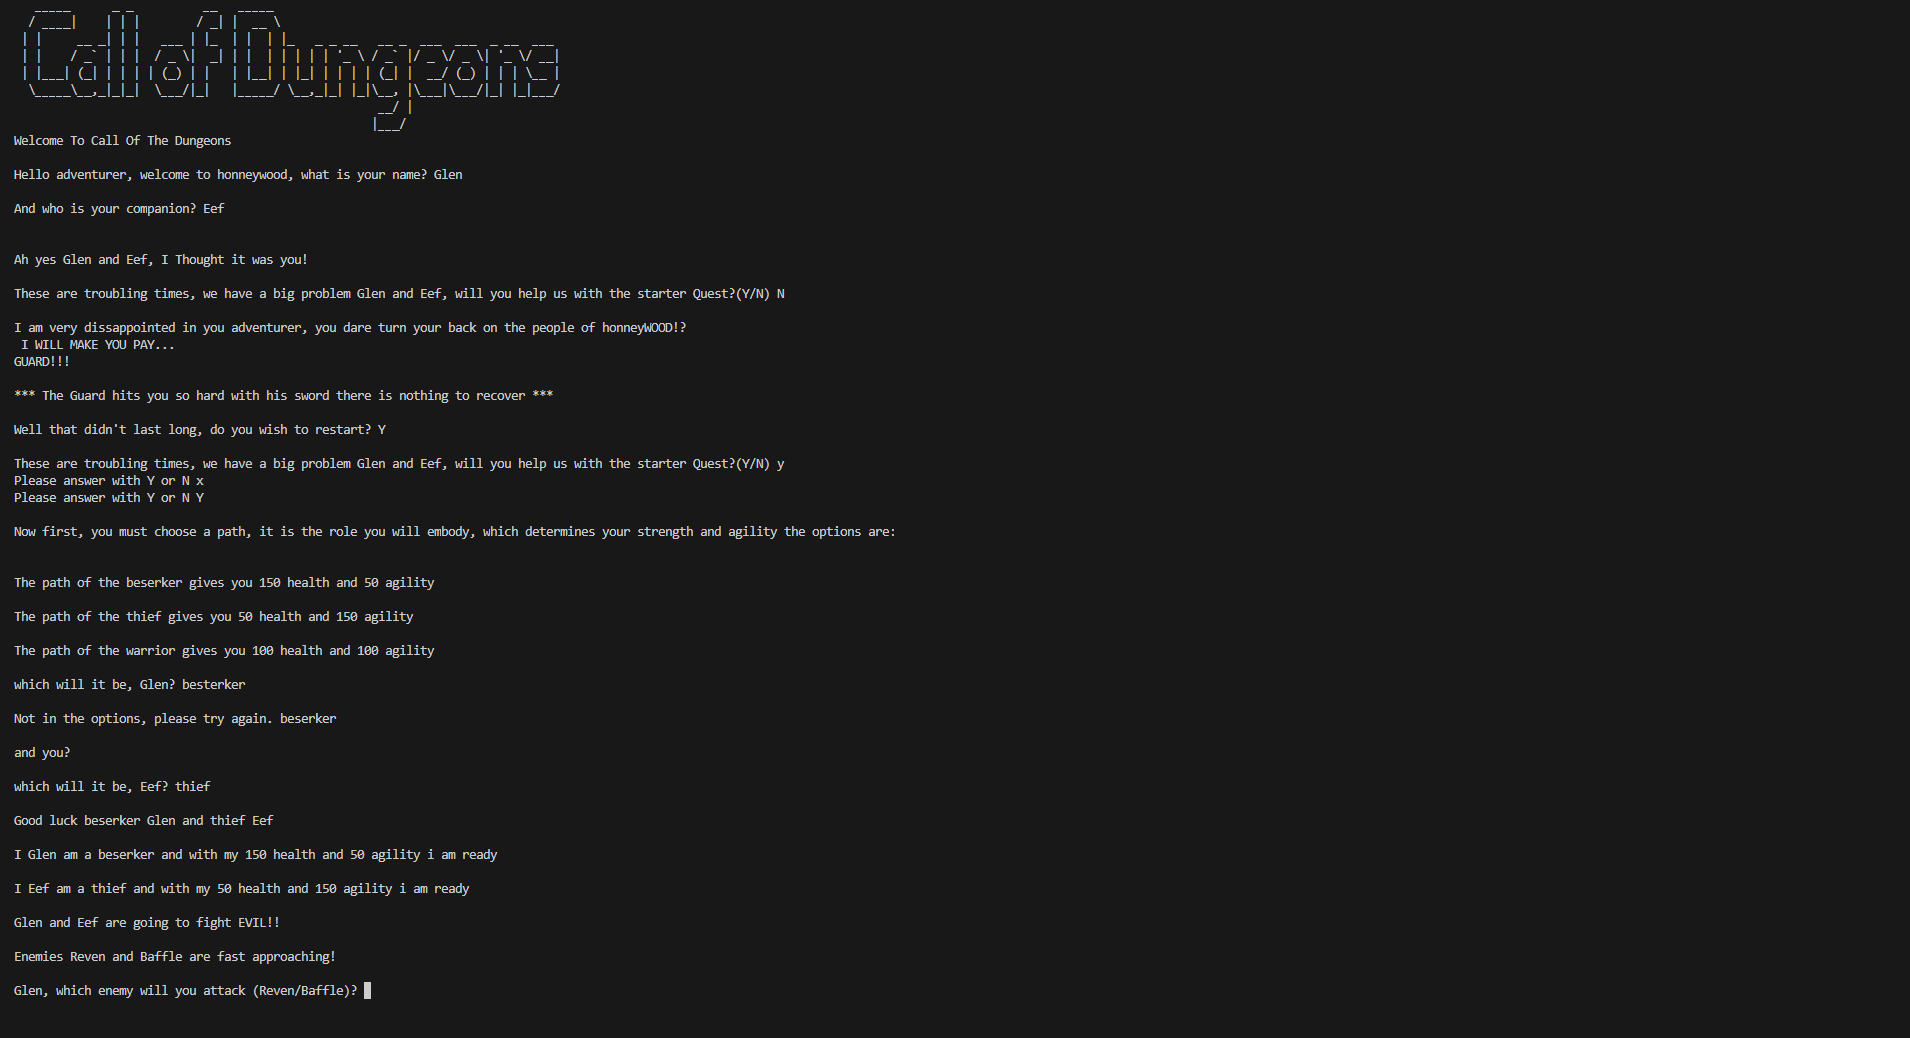 Call of Dungeons
Welcome To Call Of The Dungeons
Hello adventurer, welcome to honneywood, what is your name? Glen
And who is your companion? Eef
Ah yes Glen and Eef, I Thought it was you!
These are troubling times, we have a big problem Glen and Eef, will you help us with the starter Quest?(Y/N) N
I am very dissappointed in you adventurer, you dare turn your back on the people of honneyWOOD!?
I WILL MAKE YOU PAY...
GUARD!!!
*** The Guard hits you so hard with his sword there is nothing to recover ***
Well that didn't last long, do you wish to restart? Y
These are troubling times, we have a big problem Glen and Eef, will you help us with the starter Quest?(Y/N) y
Please answer with Y or N x
Please answer with Y or N Y
Now first, you must choose a path, it is the role you will embody, which determines your strength and agility the options are:
The path of the beserker gives you 150 health and 50 agility
The path of the thief gives you 50 health and 150 agility
The path of the warrior gives you 100 health and 100 agility
which will it be, Glen? besterker
Not in the options, please try again. beserker
and you?
which will it be, Eef? thief
Good luck beserker Glen and thief Eef
I Glen am a beserker and with my 150 health and 50 agility i am ready
I Eef am a thief and with my 50 health and 150 agility i am ready
Glen and Eef are going to fight EVIL!!
Enemies Reven and Baffle are fast approaching!
Glen, which enemy will you attack (Reven/Baffle)?